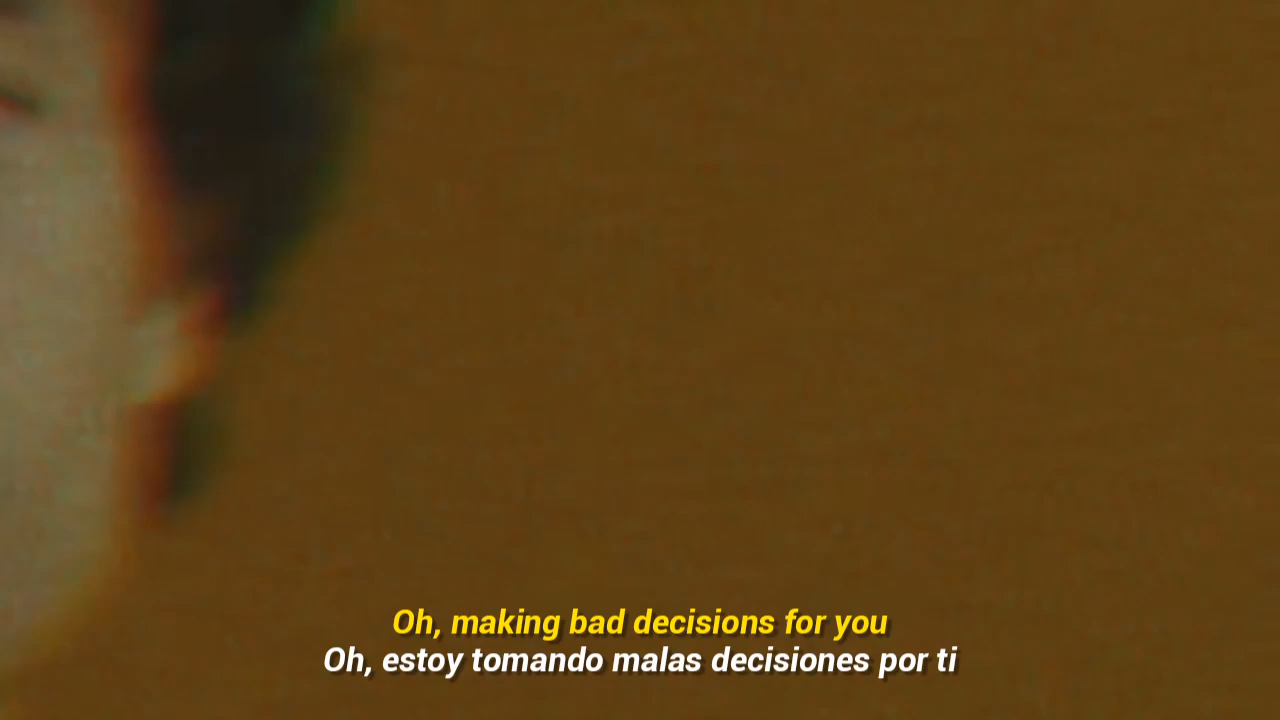 Oh, making bad decisions for you
Oh, estoy tomando malas decisiones por ti